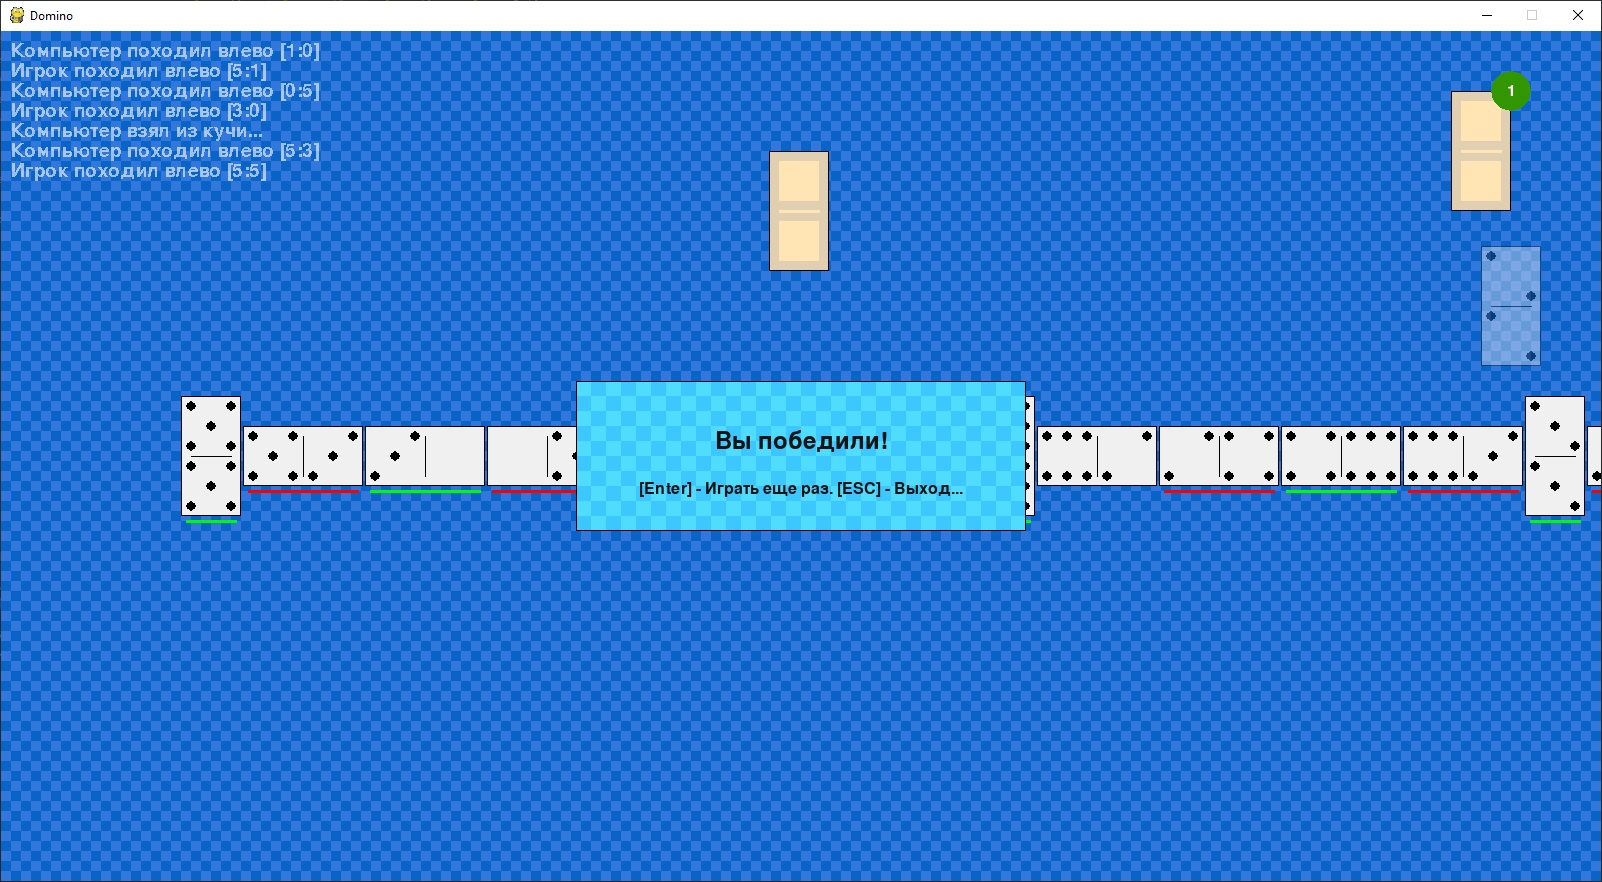 Domino
Компьютер походил влево [1:0]
Игрок походил влево [5:1]
Компьютер походил влево [0:5]
Игрок походил влево [3:0]
Компьютер взял из кучи...
Компьютер походил влево [5:3]
Игрок походил влево [5:5]
1
Вы победили!
[Enter] - Играть еще раз. [ESC] - Выход...